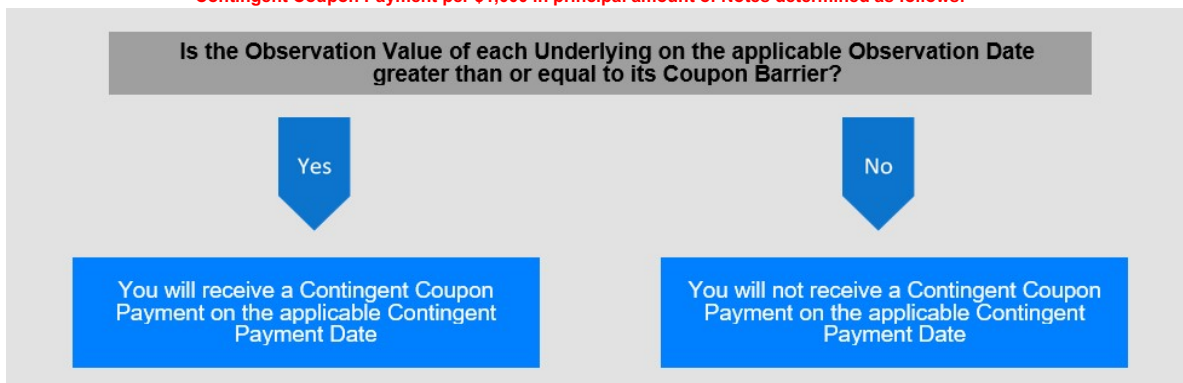 Contingent Coupon Payment per $1,000 in principal amount of Notes determined as follows:
Is the Observation Value of each Underlying on the applicable Observation Date
greater than or equal to its Coupon Barrier?
Yes
No
You will receive a Contingent Coupon
Payment on the applicable Contingent
Payment Date
You will not receive a Contingent Coupon
Payment on the applicable Contingent
Payment Date